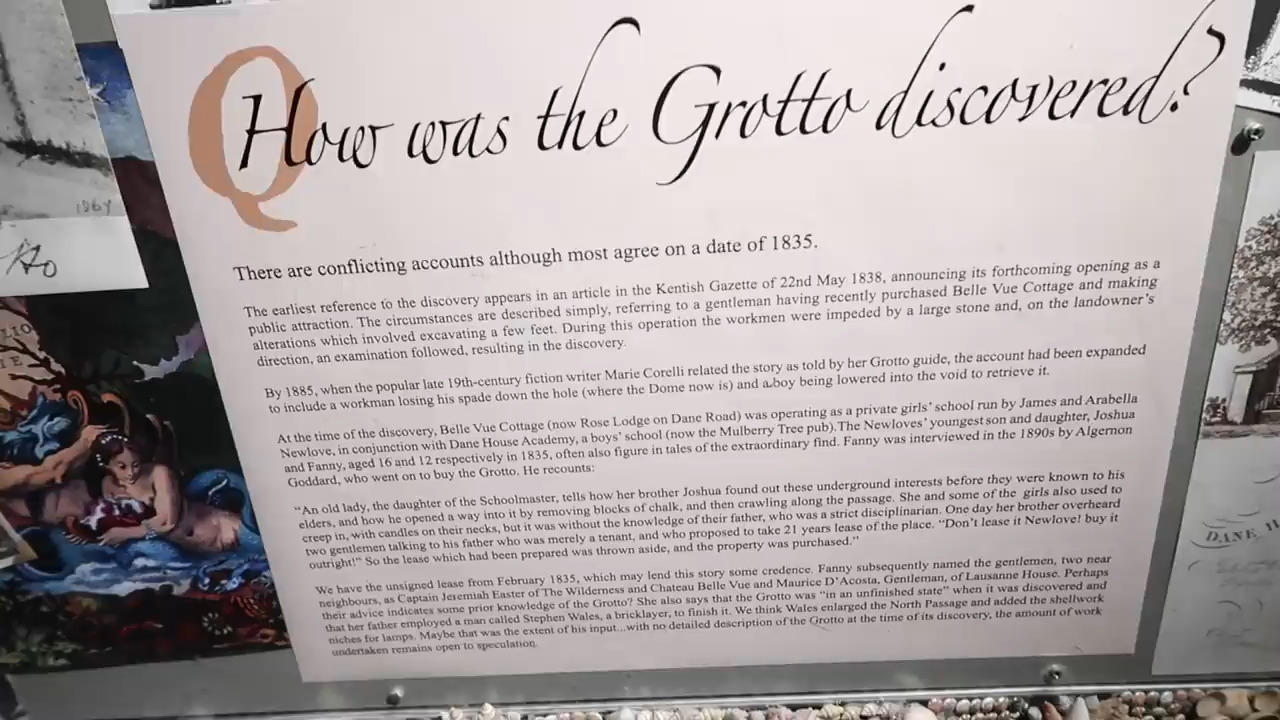 Q
How was the Grotto discovered?
There are conflicting accounts although most agree on a date of 1835.
The earliest reference to the discovery appears in an article in the Kentish Gazette of 22nd May 1838, announcing its forthcoming opening as a
public attraction. The circumstances are described simply, referring to a gentleman having recently purchased Belle Vue Cottage and making
alterations which involved excavating a few feet. During this operation the workmen were impeded by a large stone and, on the landowner's
direction, an examination followed, resulting in the discovery.
By 1885, when the popular late 19th-century fiction writer Marie Corelli related the story as told by her Grotto guide, the account had been expanded
to include a workman losing his spade down the hole (where the Dome now is) and a boy being lowered into the void to retrieve it.
At the time of the discovery, Belle Vue Cottage (now Rose Lodge on Dane Road) was operating as a private girls' school run by James and Arabella
Newlove, in conjunction with Dane House Academy, a boys' school (now the Mulberry Tree pub). The Newloves' youngest son and daughter, Joshua
and Fanny, aged 16 and 12 respectively in 1835, often also figure in tales of the extraordinary find. Fanny was interviewed in the 1890s by Algernon
Goddard, who went on to buy the Grotto. He recounts:
"An old lady, the daughter of the Schoolmaster, tells how her brother Joshua found out these underground interests before they were known to his
elders, and how he opened a way into it by removing blocks of chalk, and then crawling along the passage. She and some of the girls also used to
creep in, with candles on their necks, but it was without the knowledge of their father, who was a strict disciplinarian. One day her brother overheard
two gentlemen talking to his father who was merely a tenant, and who proposed to take 21 years lease of the place. "Don't lease it Newlove! buy it
outright!" So the lease which had been prepared was thrown aside, and the property was purchased."
We have the unsigned lease from February 1835, which may lend this story some credence. Fanny subsequently named the gentlemen, two near
neighbours, as Captain Jeremiah Easter of The Wilderness and Chateau Belle Vue and Maurice D'Acosta, Gentleman, of Lausanne House. Perhaps
their advice indicates some prior knowledge of the Grotto? She also says that the Grotto was "in an unfinished state" when it was discovered and
that her father employed a man called Stephen Wales, a bricklayer, to finish it. We think Wales enlarged the North Passage and added the shellwork
niches for lamps. Maybe that was the extent of his input...with no detailed description of the Grotto at the time of its discovery, the amount of work
undertaken remains open to speculation.
1964
DANE